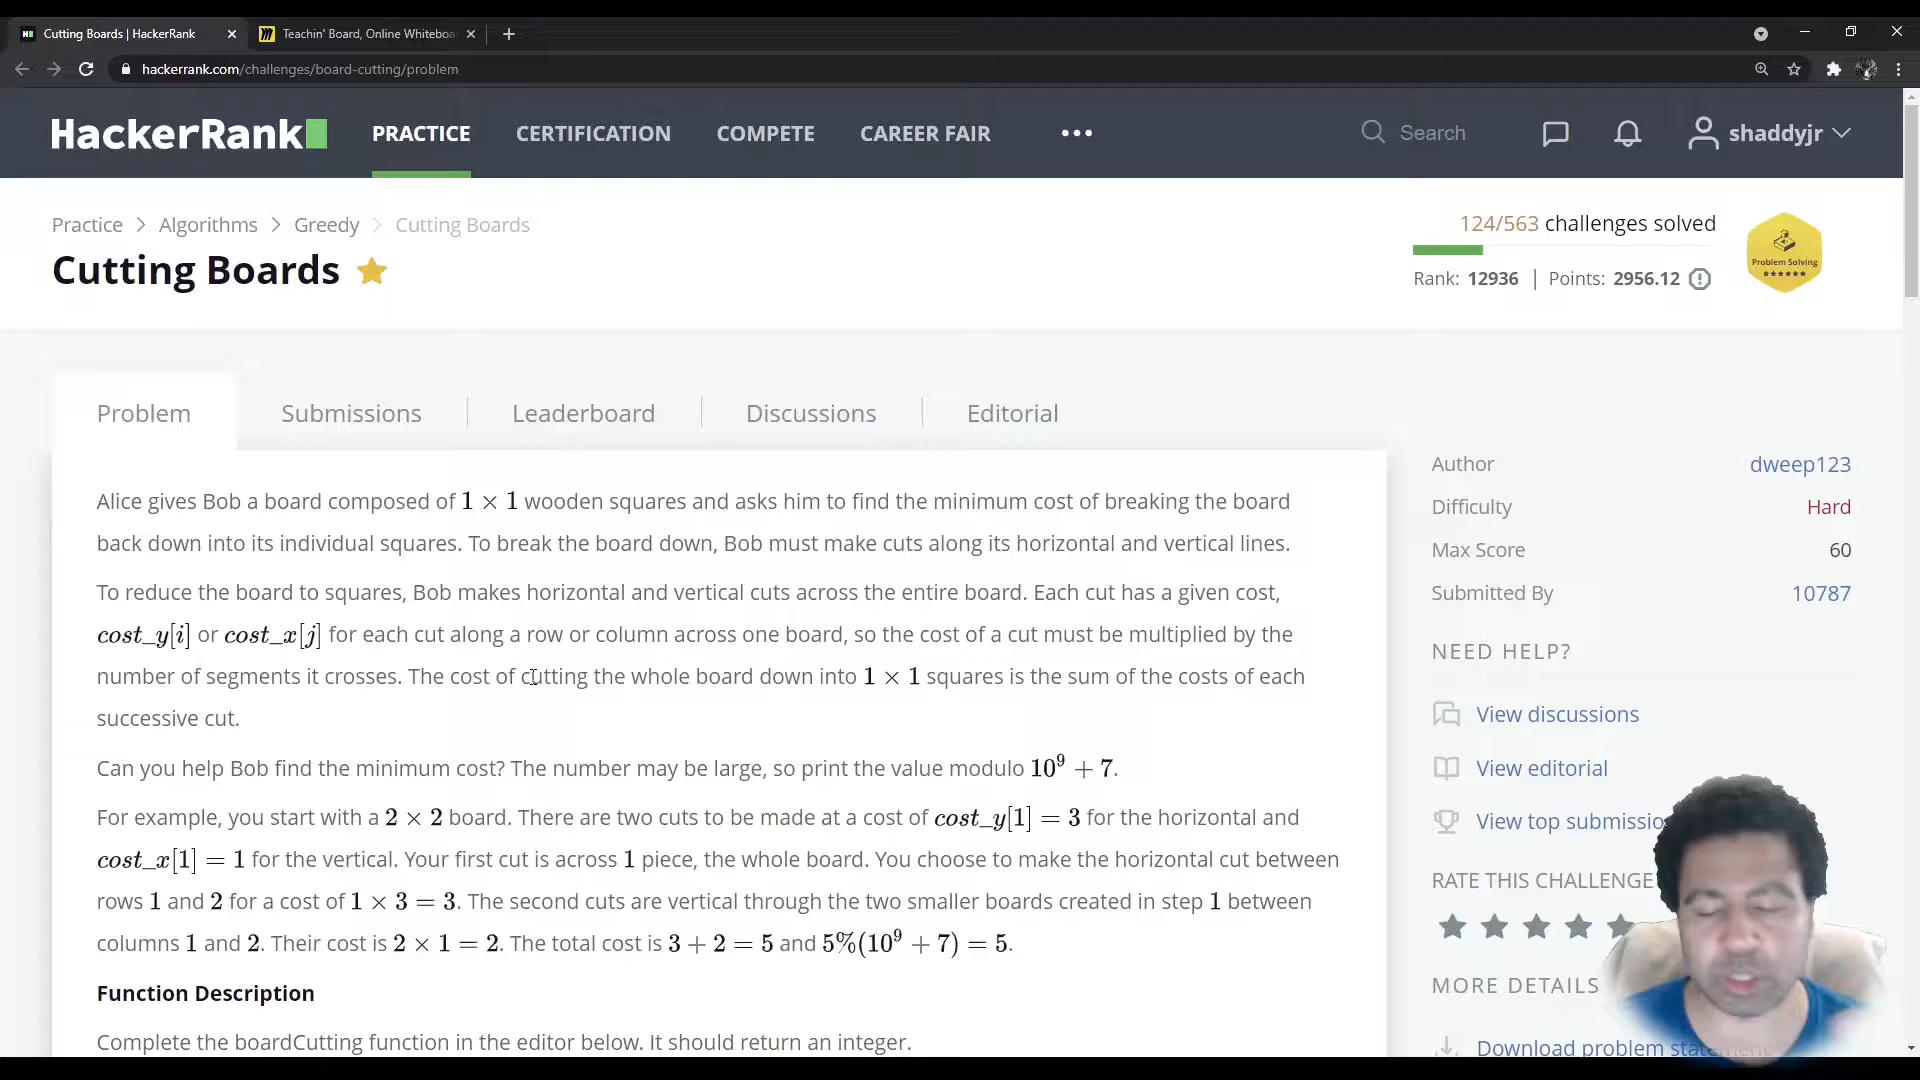 Cutting Boards | HackerRank
Teachin' Board, Online Whiteboa
hackerrank.com/challenges/board-cutting/problem
HackerRank PRACTICE CERTIFICATION COMPETE CAREER FAIR ••• Search shaddyjr
Practice > Algorithms > Greedy > Cutting Boards
124/563 challenges solved
Cutting Boards
Rank: 12936 | Points: 2956.12
Problem Solving
Problem Submissions Leaderboard Discussions Editorial
Alice gives Bob a board composed of 1 × 1 wooden squares and asks him to find the minimum cost of breaking the board
back down into its individual squares. To break the board down, Bob must make cuts along its horizontal and vertical lines.
To reduce the board to squares, Bob makes horizontal and vertical cuts across the entire board. Each cut has a given cost,
cost_y[i] or cost_x[j] for each cut along a row or column across one board, so the cost of a cut must be multiplied by the
number of segments it crosses. The cost of cutting the whole board down into 1 × 1 squares is the sum of the costs of each
successive cut.
Can you help Bob find the minimum cost? The number may be large, so print the value modulo 10⁹ + 7.
For example, you start with a 2 × 2 board. There are two cuts to be made at a cost of cost_y[1] = 3 for the horizontal and
cost_x[1] = 1 for the vertical. Your first cut is across 1 piece, the whole board. You choose to make the horizontal cut between
rows 1 and 2 for a cost of 1 × 3 = 3. The second cuts are vertical through the two smaller boards created in step 1 between
columns 1 and 2. Their cost is 2 × 1 = 2. The total cost is 3 + 2 = 5 and 5%(10⁹ + 7) = 5.
Function Description
Complete the boardCutting function in the editor below. It should return an integer.
Author dweep123
Difficulty Hard
Max Score 60
Submitted By 10787
NEED HELP?
View discussions
View editorial
View top submissio
RATE THIS CHALLENGE
MORE DETAILS
Download problem statement